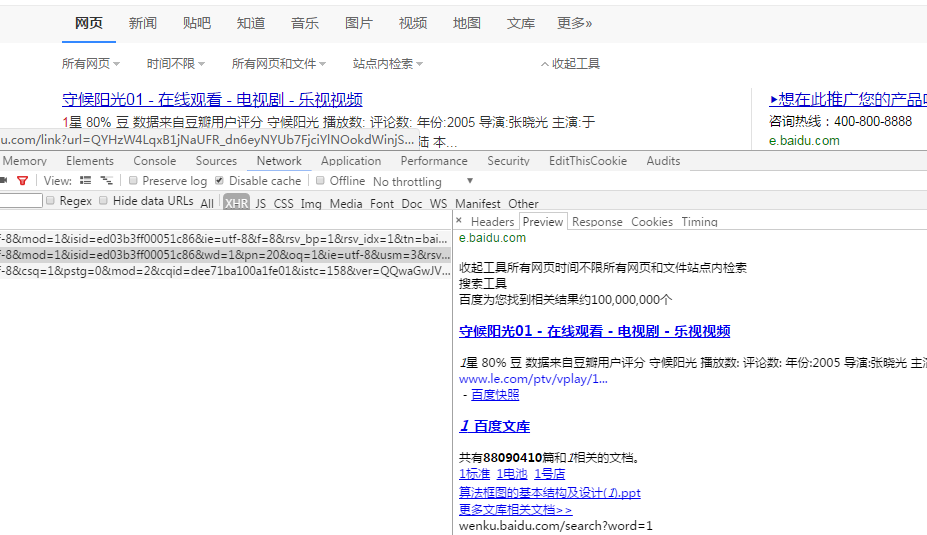 网页 新闻 贴吧 知道 音乐 图片 视频 地图 文库 更多»
所有网页 时间不限 所有网页和文件 站点内检索 收起工具
守候阳光01 - 在线观看 - 电视剧 - 乐视视频
▸想在此推广您的产品
1星 80% 豆 数据来自豆瓣用户评分 守候阳光 播放数: 评论数: 年份:2005 导演:张晓光 主演:于
咨询热线：400-800-8888
u.com/link?url=QYHzW4LqxB1jNaUFR_dn6eyNYUb7FjciYlNOokdWinjS... 陆 本...
e.baidu.com
Memory Elements Console Sources Network Application Performance Security EditThisCookie Audits
View: Preserve log Disable cache Offline No throttling
Regex Hide data URLs All XHR JS CSS Img Media Font Doc WS Manifest Other
× Headers Preview Response Cookies Timing
f-8&mod=1&isid=ed03b3ff00051c86&ie=utf-8&f=8&rsv_bp=1&rsv_idx=1&tn=bai...
f-8&mod=1&isid=ed03b3ff00051c86&wd=1&pn=20&oq=1&ie=utf-8&usm=3&rsv...
f-8&csq=1&pstg=0&mod=2&cqid=dee71ba100a1fe01&istc=158&ver=QQwaGwJV...
e.baidu.com
收起工具所有网页时间不限所有网页和文件站点内检索
搜索工具
百度为您找到相关结果约100,000,000个
守候阳光01 - 在线观看 - 电视剧 - 乐视视频
1星 80% 豆 数据来自豆瓣用户评分 守候阳光 播放数: 评论数: 年份:2005 导演:张晓光 主
www.le.com/ptv/vplay/1...
- 百度快照
1 百度文库
共有88090410篇和1相关的文档。
1标准 1电池 1号店
算法框图的基本结构及设计(1).ppt
更多文库相关文档>>
wenku.baidu.com/search?word=1